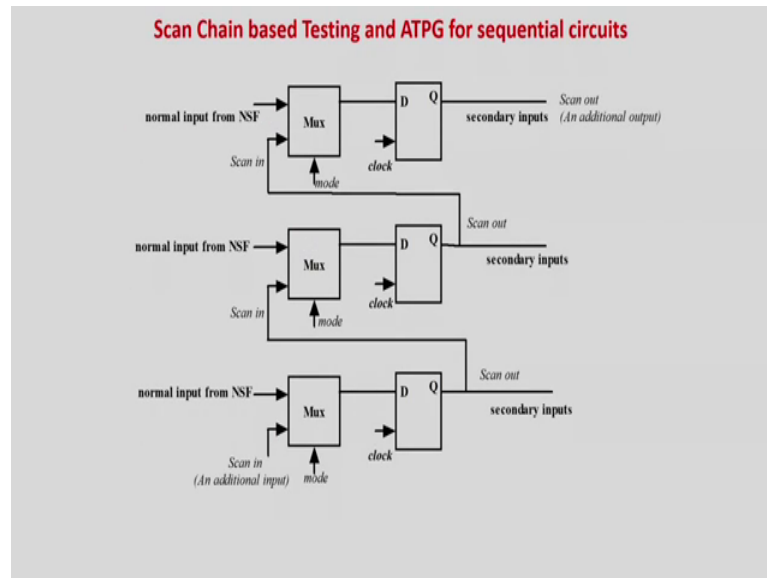 Scan Chain based Testing and ATPG for sequential circuits
normal input from NSF
Mux
D Q
Scan out
secondary inputs (An additional output)
Scan in
mode
clock
Scan out
normal input from NSF
Mux
D Q
secondary inputs
Scan in
mode
clock
Scan out
normal input from NSF
Mux
D Q
secondary inputs
Scan in
(An additional input)
mode
clock